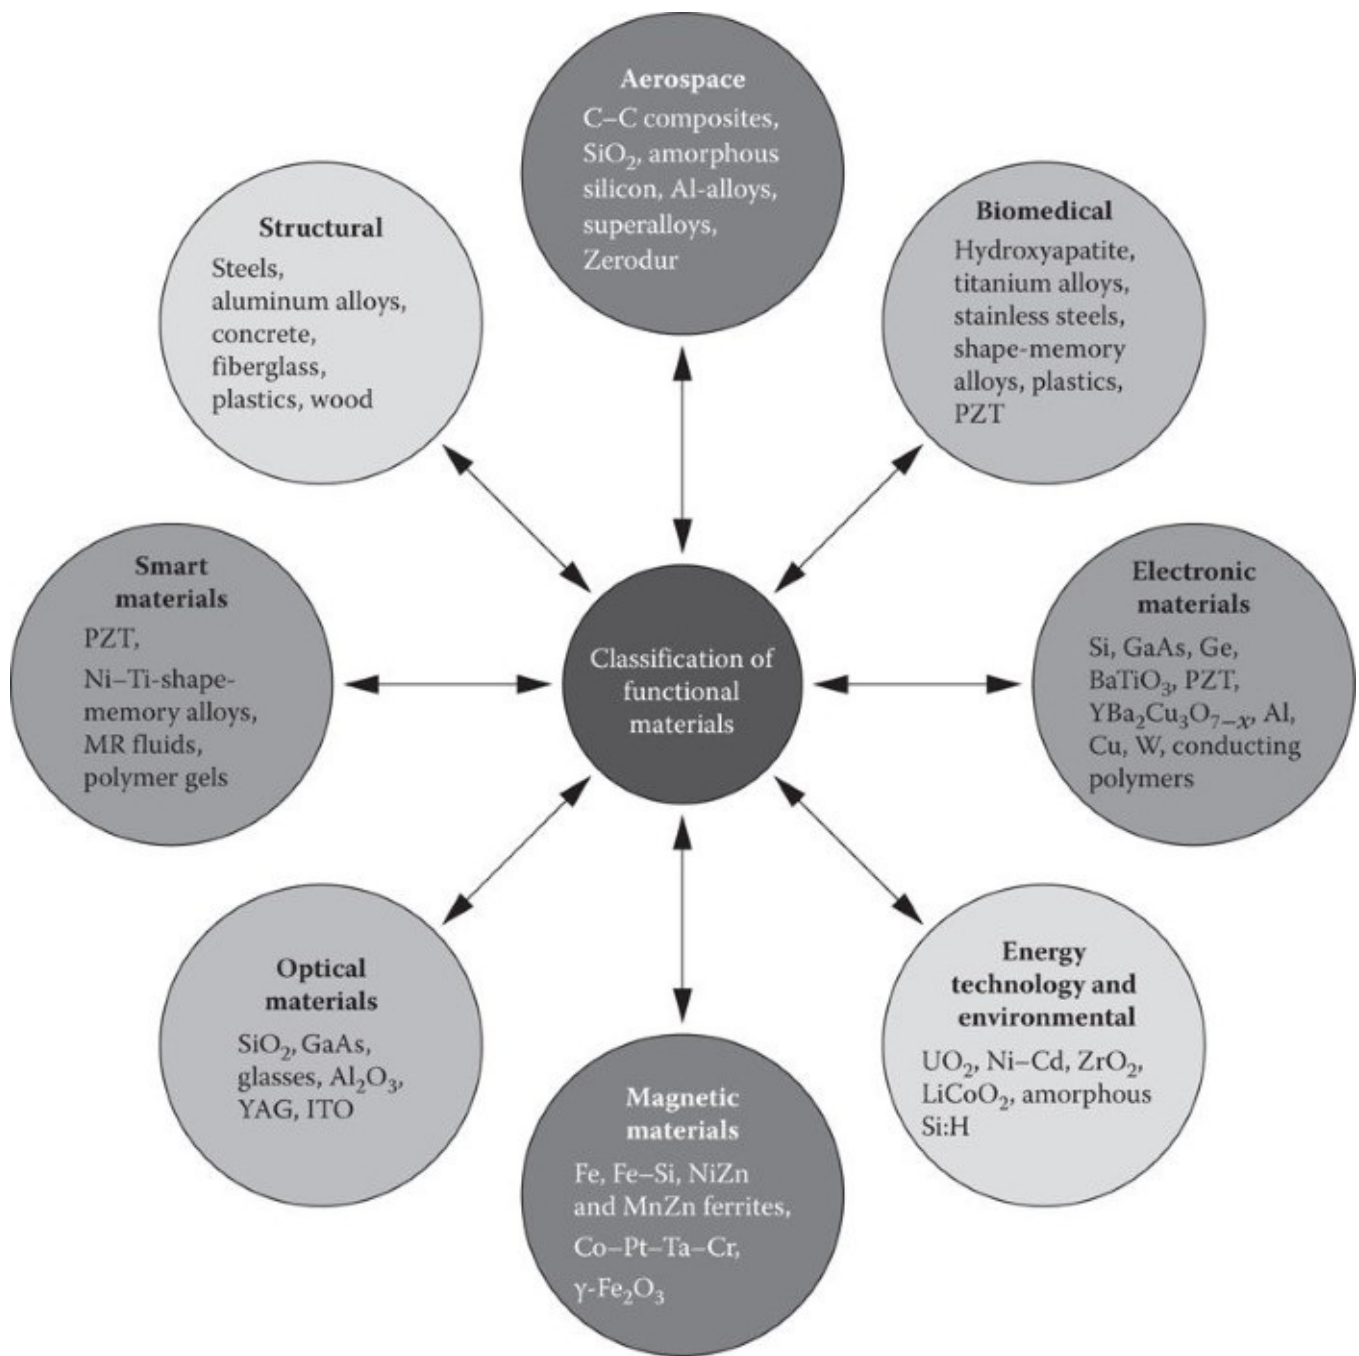 Aerospace
C–C composites,
SiO₂, amorphous
silicon, Al-alloys,
superalloys,
Zerodur
Structural
Steels,
aluminum alloys,
concrete,
fiberglass,
plastics, wood
Biomedical
Hydroxyapatite,
titanium alloys,
stainless steels,
shape-memory
alloys, plastics,
PZT
Smart
materials
PZT,
Ni–Ti-shape-
memory alloys,
MR fluids,
polymer gels
Classification of
functional
materials
Electronic
materials
Si, GaAs, Ge,
BaTiO₃, PZT,
YBa₂Cu₃O₇₋ₓ, Al,
Cu, W, conducting
polymers
Optical
materials
SiO₂, GaAs,
glasses, Al₂O₃,
YAG, ITO
Energy
technology and
environmental
UO₂, Ni–Cd, ZrO₂,
LiCoO₂, amorphous
Si:H
Magnetic
materials
Fe, Fe–Si, NiZn
and MnZn ferrites,
Co–Pt–Ta–Cr,
γ-Fe₂O₃